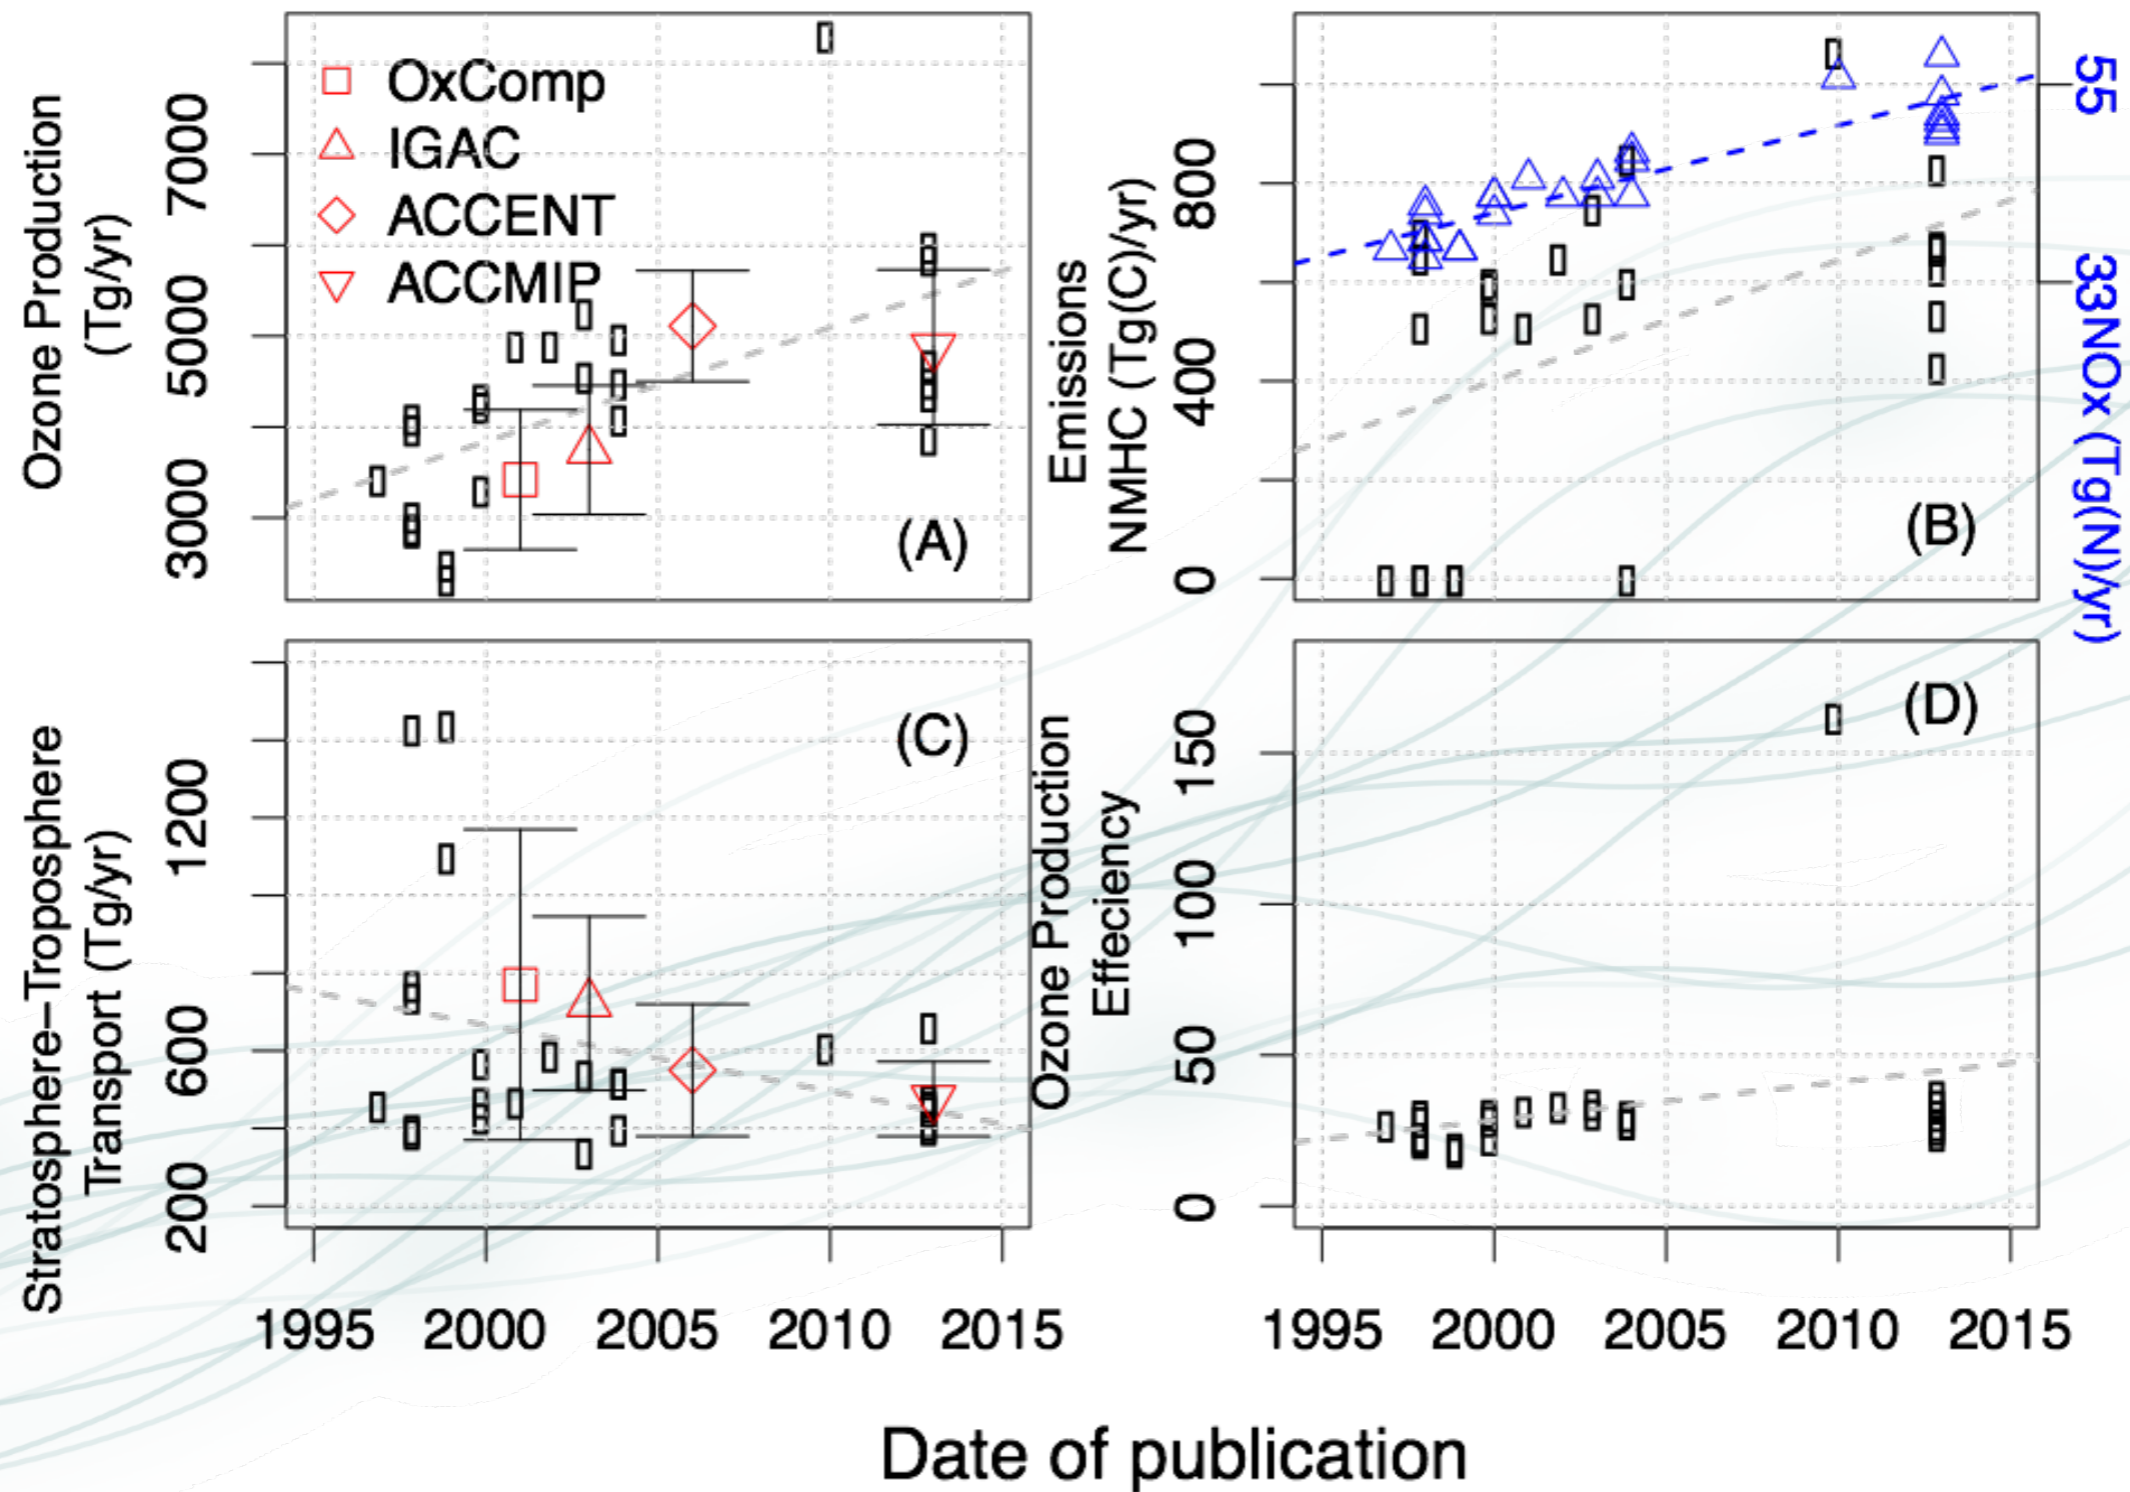 Ozone Production
(Tg/yr)
7000
5000
3000
OxComp
IGAC
ACCENT
ACCMIP
(A)
Emissions
NMHC (Tg(C)/yr)
800
400
0
(B)
55
33
NOx (Tg(N)/yr)
Stratosphere–Troposphere
Transport (Tg/yr)
1200
600
200
(C)
1995 2000 2005 2010 2015
Ozone Production
Effeciency
150
100
50
0
(D)
1995 2000 2005 2010 2015
Date of publication